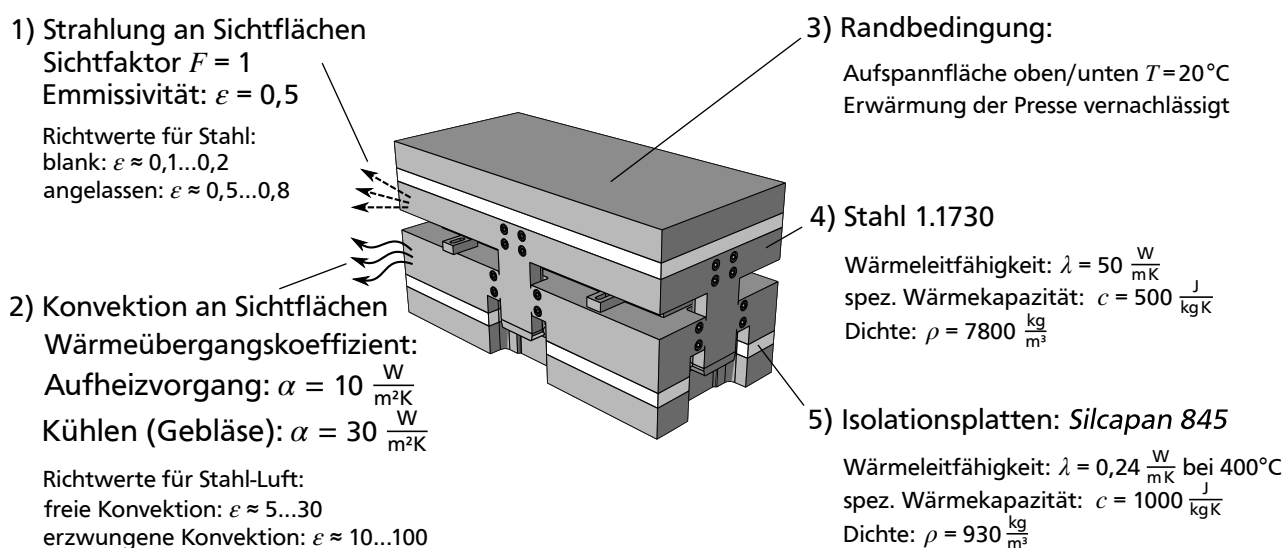 1) Strahlung an Sichtflächen
Sichtfaktor F = 1
Emmissivität: ε = 0,5
Richtwerte für Stahl:
blank: ε ≈ 0,1...0,2
angelassen: ε ≈ 0,5...0,8
2) Konvektion an Sichtflächen
Wärmeübergangskoeffizient:
Aufheizvorgang: α = 10 W/m²K
Kühlen (Gebläse): α = 30 W/m²K
Richtwerte für Stahl-Luft:
freie Konvektion: ε ≈ 5...30
erzwungene Konvektion: ε ≈ 10...100
3) Randbedingung:
Aufspannfläche oben/unten T = 20°C
Erwärmung der Presse vernachlässigt
4) Stahl 1.1730
Wärmeleitfähigkeit: λ = 50 W/mK
spez. Wärmekapazität: c = 500 J/kgK
Dichte: ρ = 7800 kg/m³
5) Isolationsplatten: Silcapan 845
Wärmeleitfähigkeit: λ = 0,24 W/mK bei 400°C
spez. Wärmekapazität: c = 1000 J/kgK
Dichte: ρ = 930 kg/m³